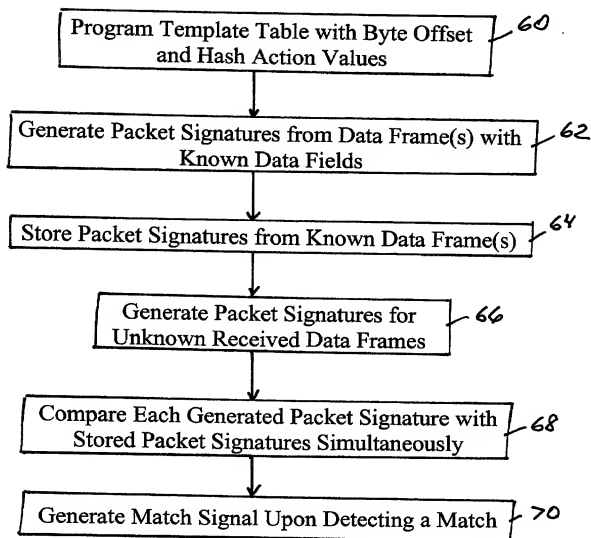 Program Template Table with Byte Offset
and Hash Action Values
60
Generate Packet Signatures from Data Frame(s) with
Known Data Fields
62
Store Packet Signatures from Known Data Frame(s)
64
Generate Packet Signatures for
Unknown Received Data Frames
66
Compare Each Generated Packet Signature with
Stored Packet Signatures Simultaneously
68
Generate Match Signal Upon Detecting a Match
70